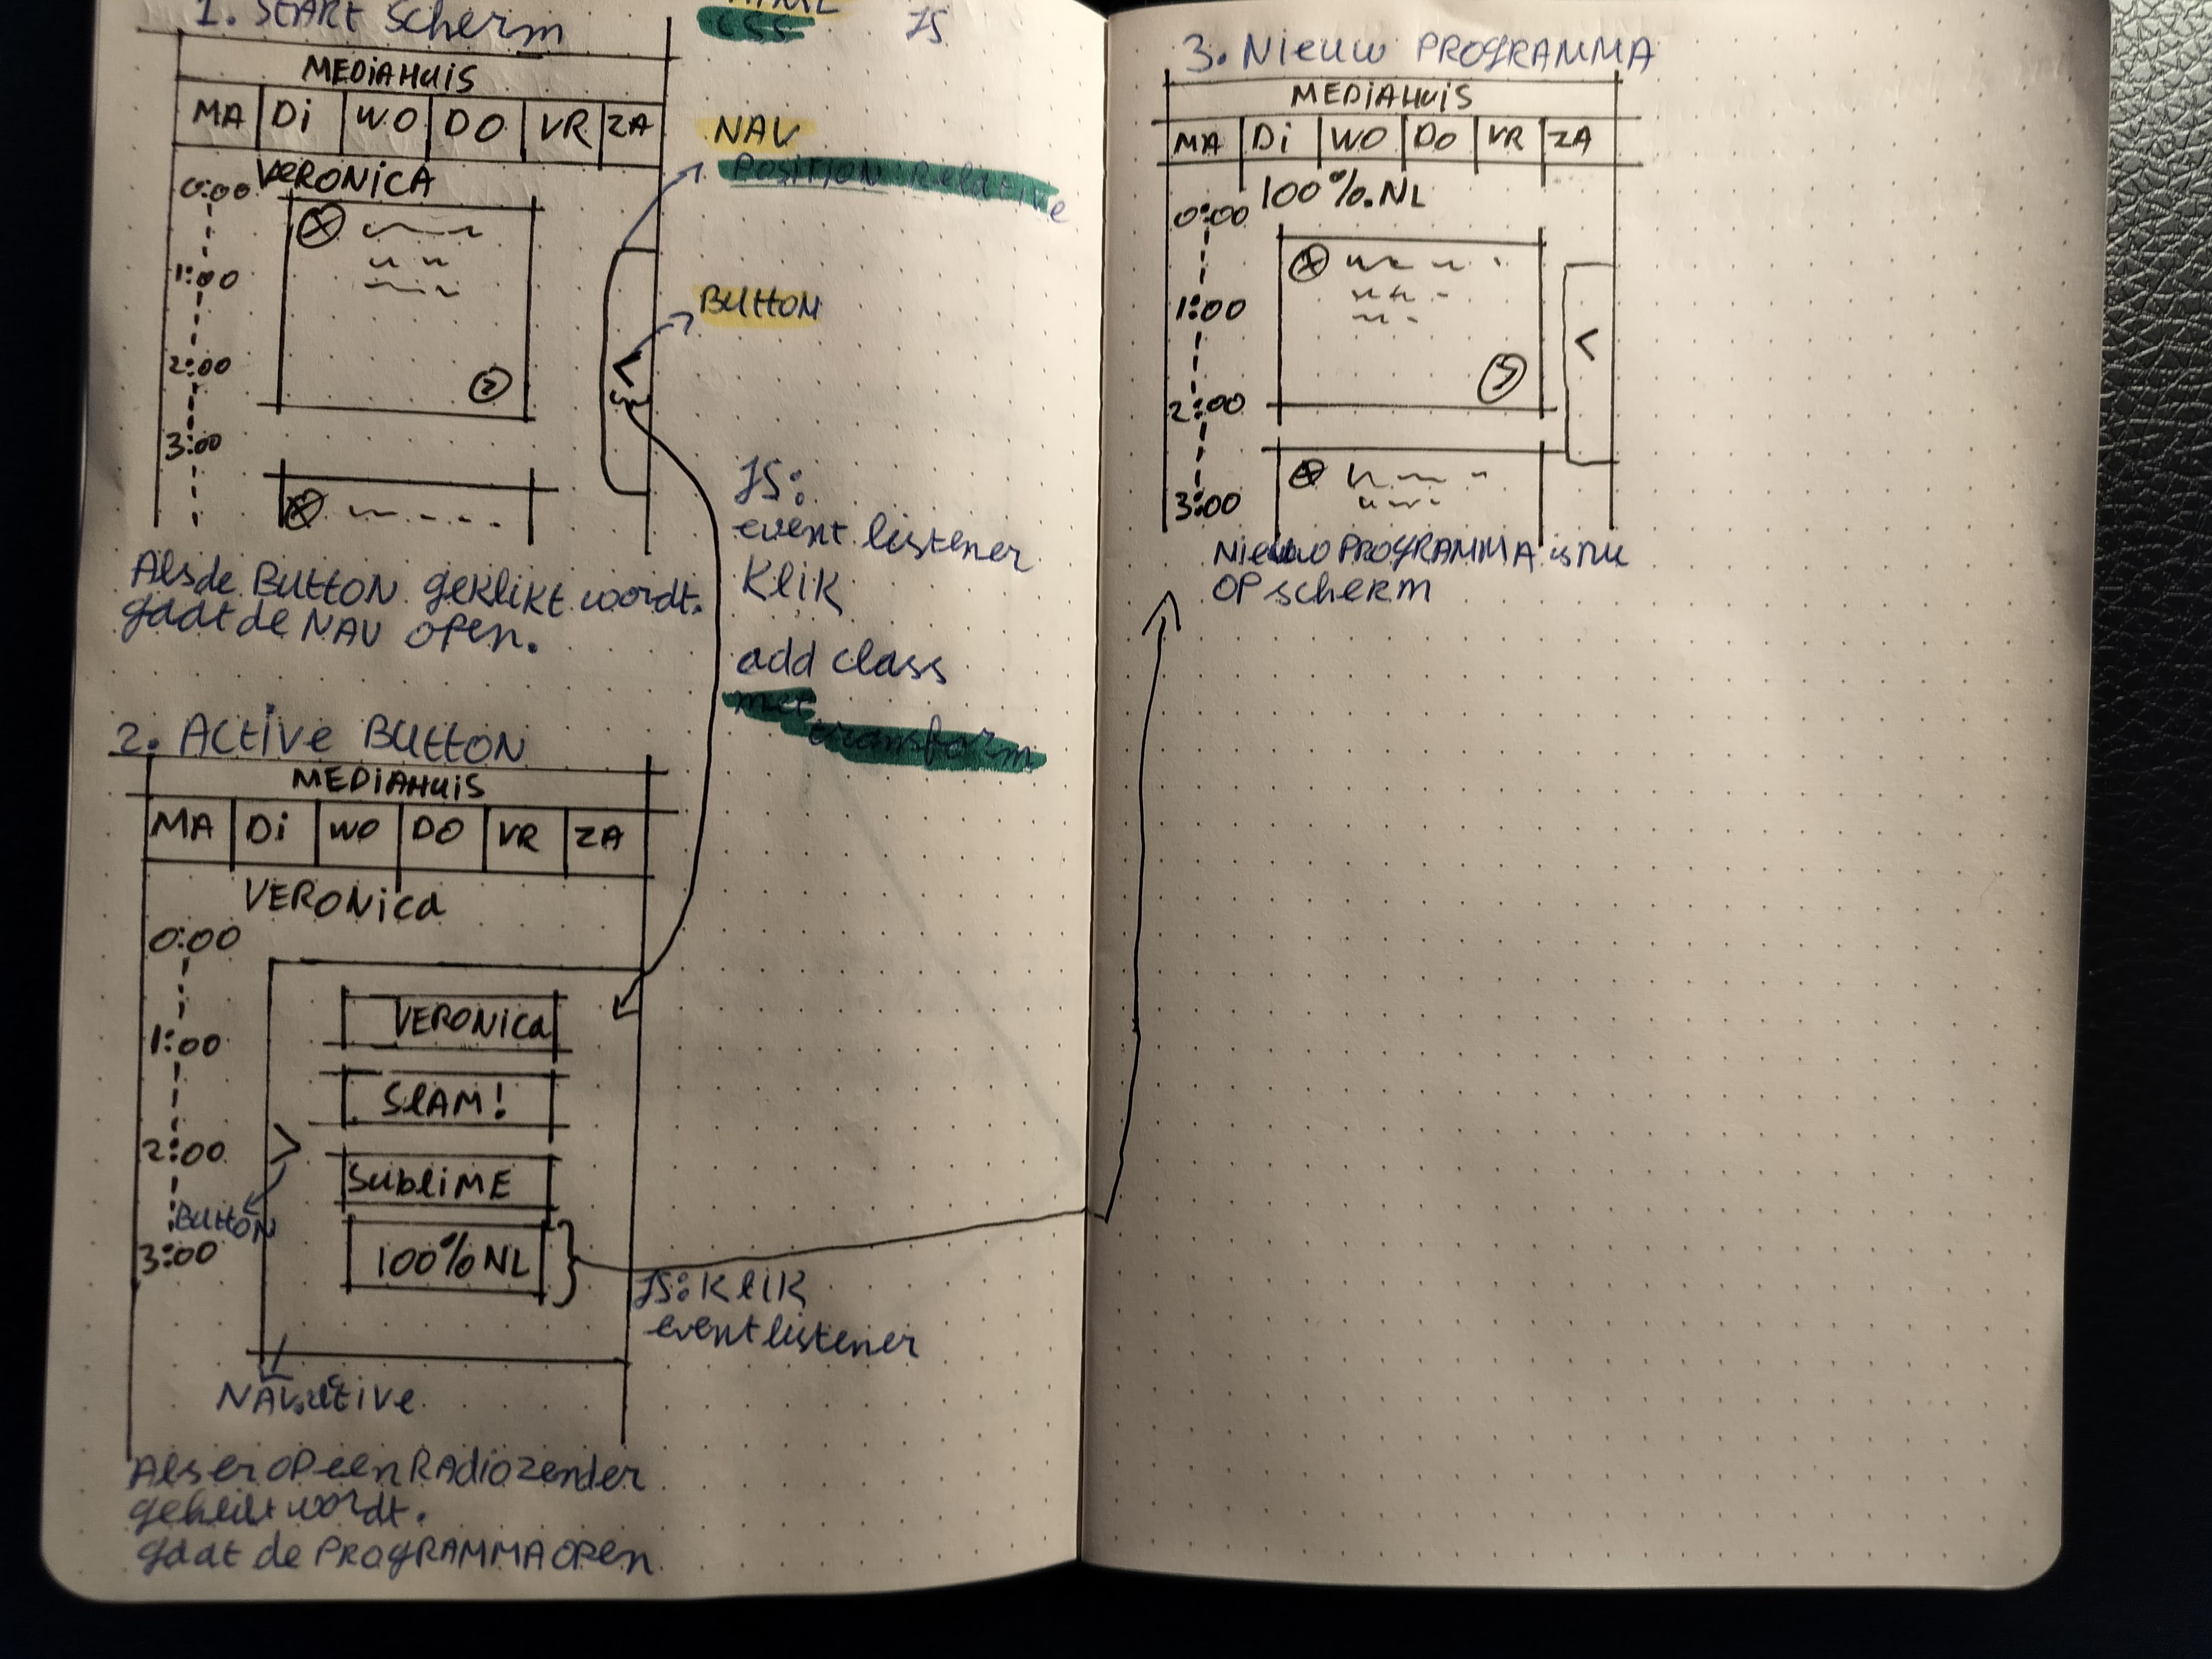 1. START Scherm
HTML
CSS
JS
MEDIAHUIS
MA Di WO DO VR ZA
VERONICA
0:00
1:00
2:00
3:00
NAV
Position: Relative
BUTTON
Als de BUTTON geklikt wordt.
gaat de NAV open.
JS:
event listener
Klik
add class
met
transform
2. ACTIVE BUTTON
MEDIAHUIS
MA Di WO DO VR ZA
VERONICA
0:00
1:00
2:00
3:00
VERONICA
SLAM!
SUBLIME
100% NL
>
BUTTON
JS: Klik
event listener
NAV.active
Als er op een Radiozender
geklikt wordt.
gaat de PROGRAMMA open
3. Nieuw PROGRAMMA
MEDIAHUIS
MA Di WO DO VR ZA
100%.NL
0:00
1:00
2:00
3:00
<
Nieuw PROGRAMMA is nu
op scherm